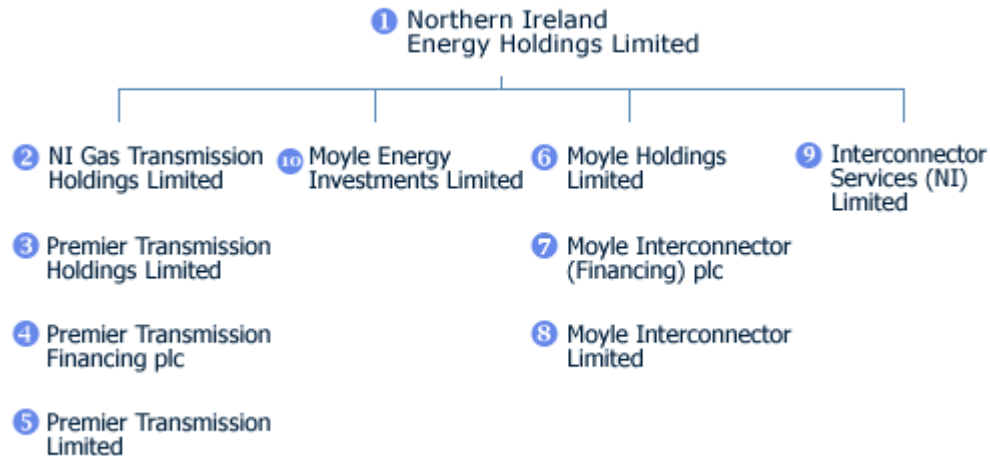 1 Northern Ireland
Energy Holdings Limited
2 NI Gas Transmission
Holdings Limited
10 Moyle Energy
Investments Limited
6 Moyle Holdings
Limited
9 Interconnector
Services (NI)
Limited
3 Premier Transmission
Holdings Limited
7 Moyle Interconnector
(Financing) plc
4 Premier Transmission
Financing plc
8 Moyle Interconnector
Limited
5 Premier Transmission
Limited